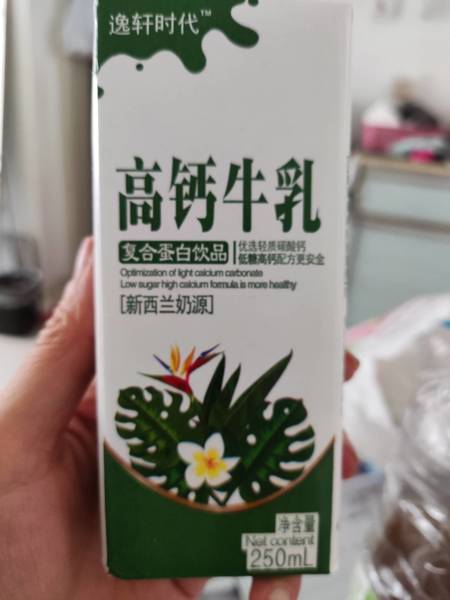 逸轩时代™
高钙牛乳
复合蛋白饮品
优选轻质碳酸钙
低糖高钙配方更安全
Optimization of light calcium carbonate
Low sugar high calcium formula.is more healthy
[新西兰奶源]
净含量
Net content
250mL